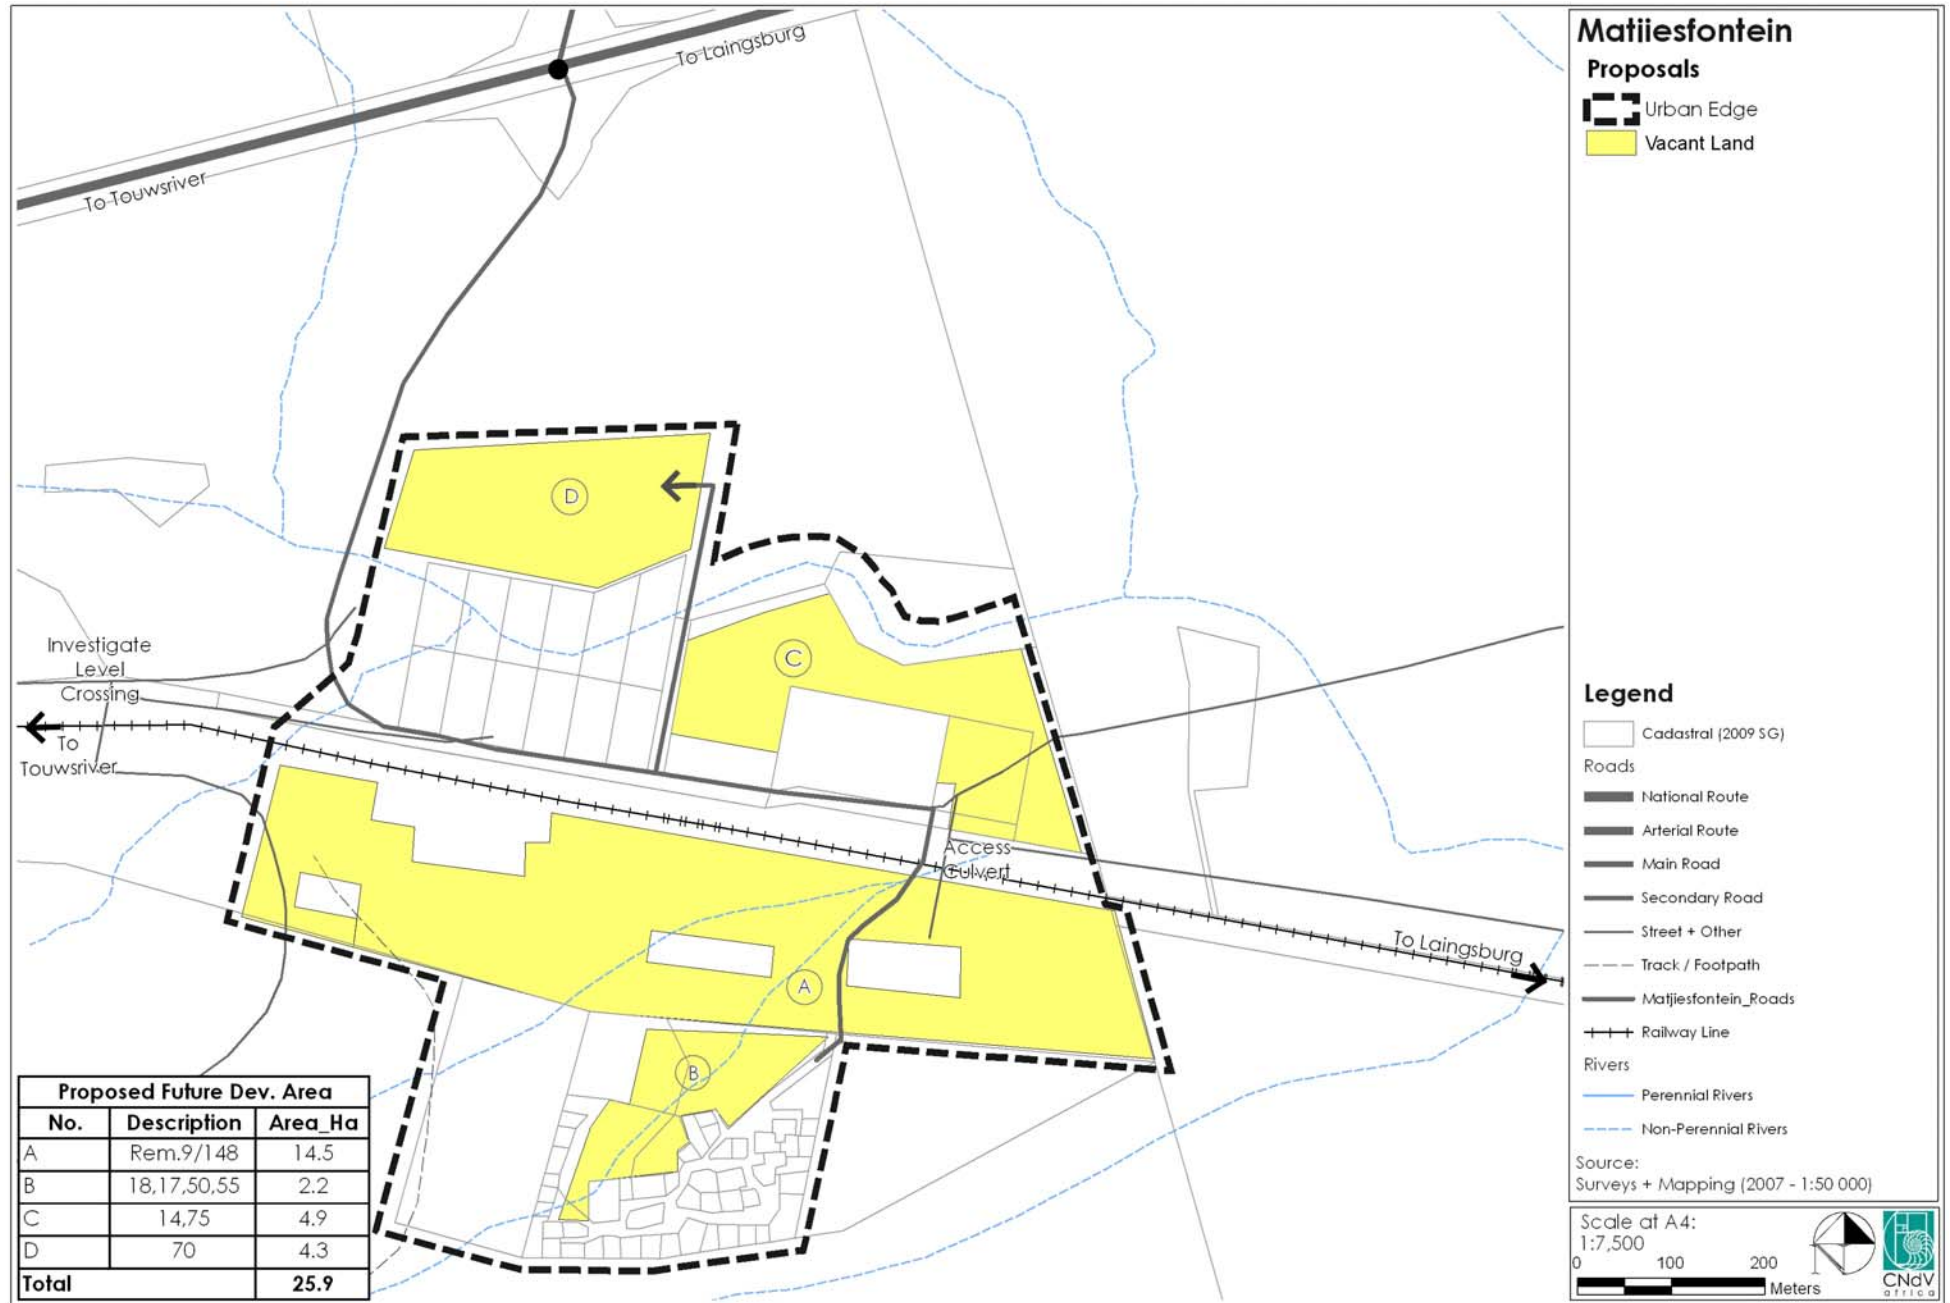 Matjiesfontein
Proposals
Urban Edge
Vacant Land
To Laingsburg
To Touwsriver
D
C
Investigate
Level
Crossing
To
Touwsriver
Access
Culvert
To Laingsburg
A
B
Proposed Future Dev. Area
No. Description Area_Ha
A Rem.9/148 14.5
B 18,17,50,55 2.2
C 14,75 4.9
D 70 4.3
Total 25.9
Legend
Cadastral (2009 SG)
Roads
National Route
Arterial Route
Main Road
Secondary Road
Street + Other
Track / Footpath
Matjiesfontein_Roads
Railway Line
Rivers
Perennial Rivers
Non-Perennial Rivers
Source:
Surveys + Mapping (2007 - 1:50 000)
Scale at A4:
1:7,500
0 100 200
Meters
CNdV
africa